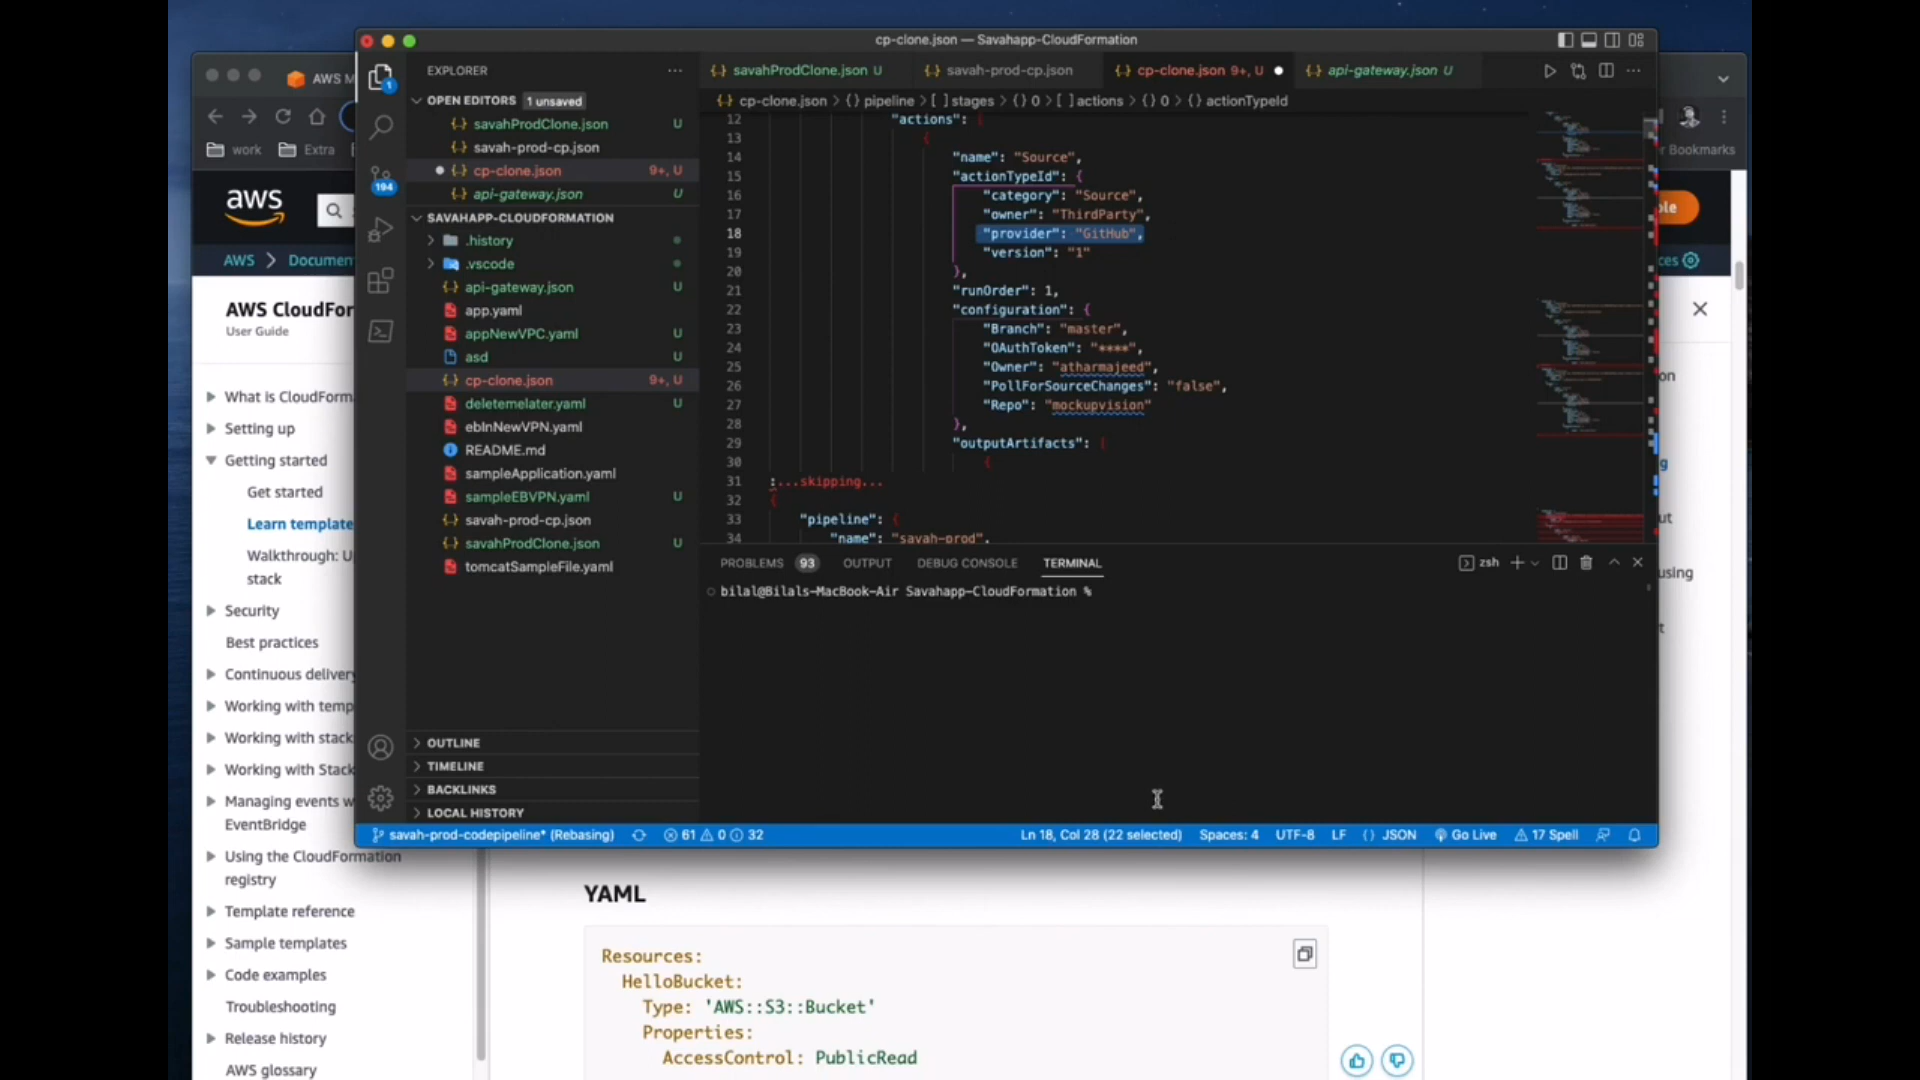 cp-clone.json — Savahapp-CloudFormation
AWS M
work
Extra
r Bookmarks
aws
AWS > Documen
AWS CloudFor
User Guide
What is CloudForm
Setting up
Getting started
Get started
Learn template
Walkthrough: U
stack
Security
Best practices
Continuous delivery
Working with temp
Working with stack
Working with Stack
Managing events w
EventBridge
Using the CloudFormation
registry
Template reference
Sample templates
Code examples
Troubleshooting
Release history
AWS glossary
EXPLORER
OPEN EDITORS 1 unsaved
savahProdClone.json U
savah-prod-cp.json
cp-clone.json 9+, U
api-gateway.json U
SAVAHAPP-CLOUDFORMATION
.history
.vscode
api-gateway.json U
app.yaml
appNewVPC.yaml U
asd U
cp-clone.json 9+, U
deletemelater.yaml U
ebInNewVPN.yaml
README.md
sampleApplication.yaml
sampleEBVPN.yaml U
savah-prod-cp.json
savahProdClone.json U
tomcatSampleFile.yaml
OUTLINE
TIMELINE
BACKLINKS
LOCAL HISTORY
1
194
savahProdClone.json U
savah-prod-cp.json
cp-clone.json 9+, U
api-gateway.json U
cp-clone.json > {} pipeline > [ ] stages > {} 0 > [ ] actions > {} 0 > {} actionTypeId
12 "actions": [
13 {
14 "name": "Source",
15 "actionTypeId": {
16 "category": "Source",
17 "owner": "ThirdParty",
18 "provider": "GitHub",
19 "version": "1"
20 },
21 "runOrder": 1,
22 "configuration": {
23 "Branch": "master",
24 "OAuthToken": "****",
25 "Owner": "atharmajeed",
26 "PollForSourceChanges": "false",
27 "Repo": "mockupvision"
28 },
29 "outputArtifacts": [
30 {
31 :...skipping...
32 {
33 "pipeline": {
34 "name": "savah-prod",
PROBLEMS 93 OUTPUT DEBUG CONSOLE TERMINAL
zsh
bilal@Bilals-MacBook-Air Savahapp-CloudFormation %
savah-prod-codepipeline* (Rebasing) 61 0 32
Ln 18, Col 28 (22 selected) Spaces: 4 UTF-8 LF {} JSON Go Live 17 Spell
ble
ces
on
g
ut
using
t
YAML
Resources:
HelloBucket:
Type: 'AWS::S3::Bucket'
Properties:
AccessControl: PublicRead